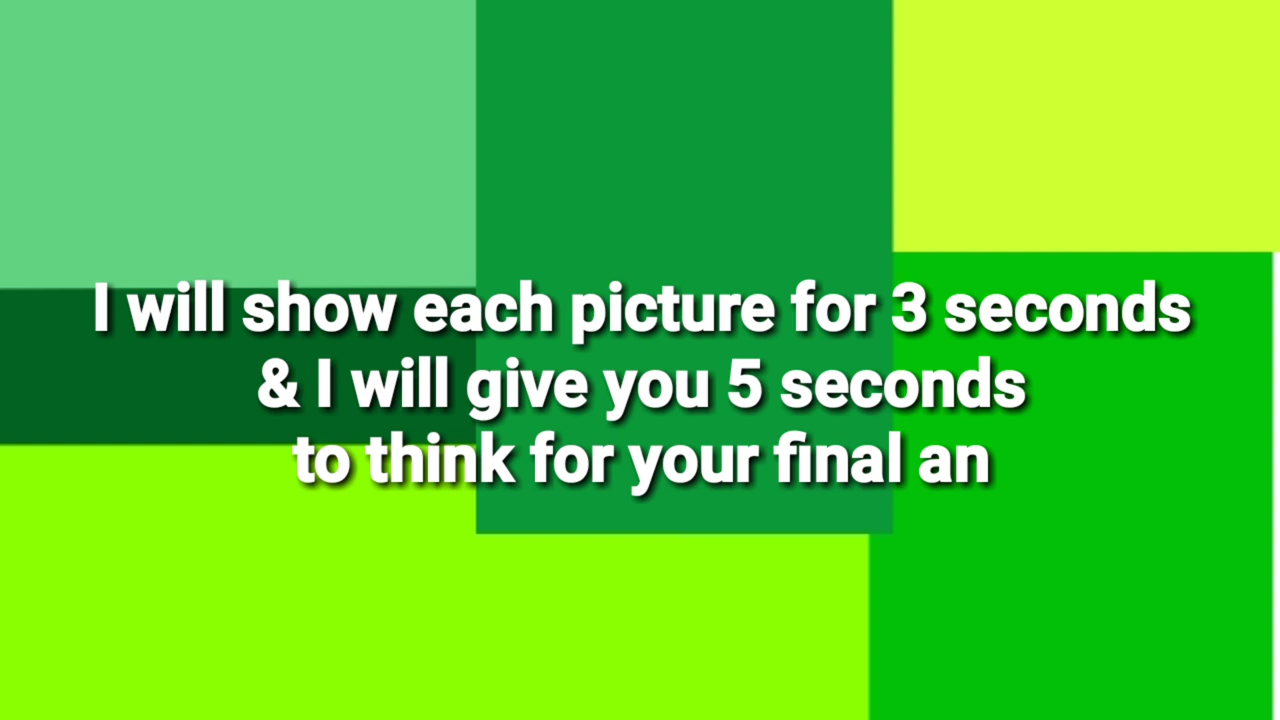 I will show each picture for 3 seconds
& I will give you 5 seconds
to think for your final an